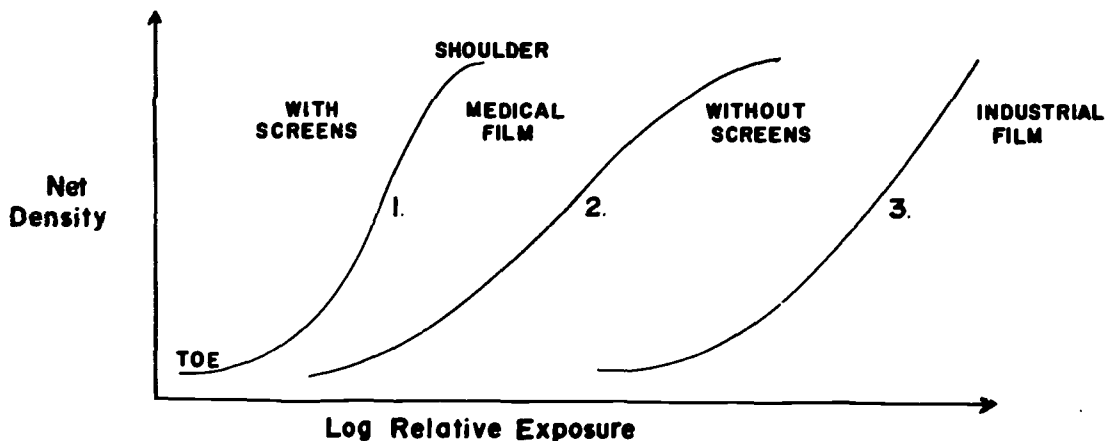 SHOULDER
WITH
SCREENS
MEDICAL
FILM
WITHOUT
SCREENS
INDUSTRIAL
FILM
Net
Density
1.
2.
3.
TOE
Log Relative Exposure